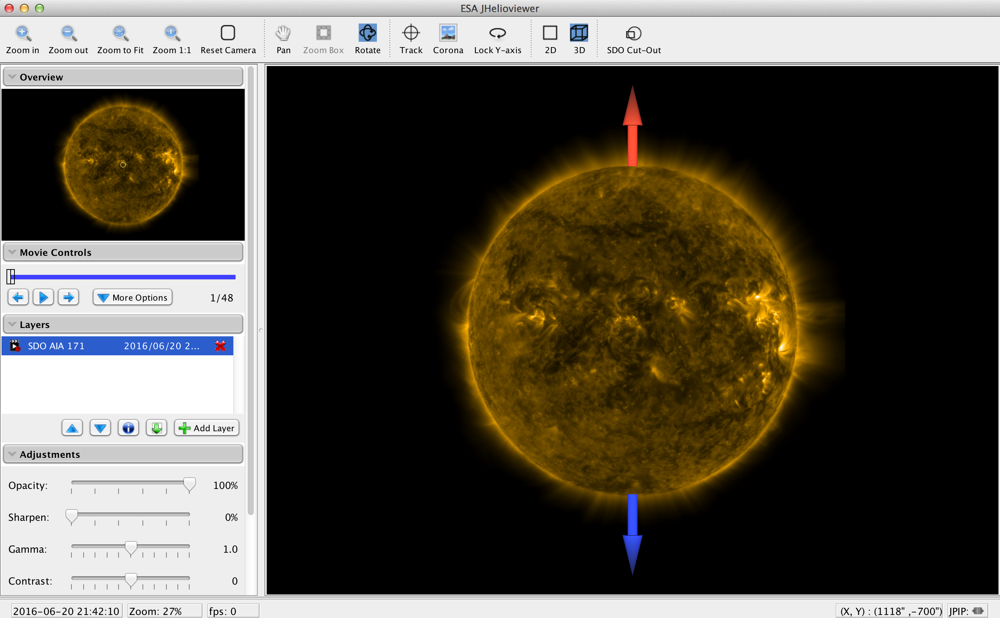 ESA JHelioviewer
Zoom in Zoom out Zoom to Fit Zoom 1:1 Reset Camera Pan Zoom Box Rotate Track Corona Lock Y-axis 2D 3D SDO Cut-Out
Overview
Movie Controls
More Options 1/48
Layers
SDO AIA 171 2016/06/20 2...
Add Layer
Adjustments
Opacity: 100%
Sharpen: 0%
Gamma: 1.0
Contrast: 0
2016-06-20 21:42:10 Zoom: 27% fps: 0 (X, Y) : (1118" ,-700") JPIP: